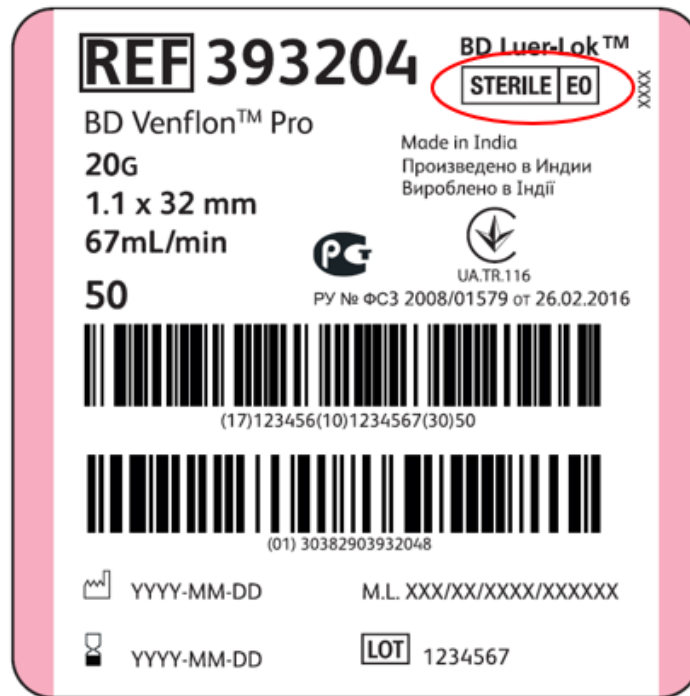 REF 393204
BD Luer-Lok™
STERILE EO
XXXX
BD Venflon™ Pro
20G
1.1 x 32 mm
67mL/min
50
Made in India
Произведено в Индии
Вироблено в Індії
РСТ
UA.TR.116
РУ № ФСЗ 2008/01579 от 26.02.2016
(17)123456(10)1234567(30)50
(01) 30382903932048
YYYY-MM-DD
M.L. XXX/XX/XXXX/XXXXXX
YYYY-MM-DD
LOT 1234567